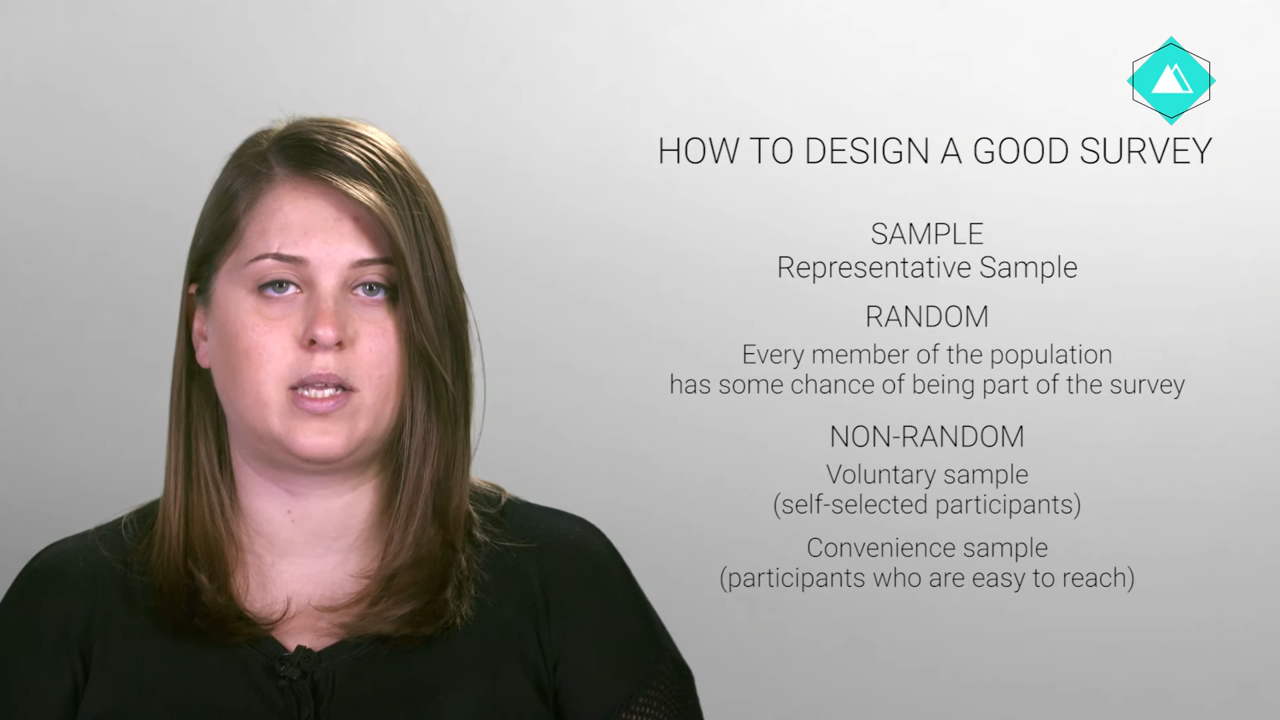 HOW TO DESIGN A GOOD SURVEY
SAMPLE
Representative Sample
RANDOM
Every member of the population
has some chance of being part of the survey
NON-RANDOM
Voluntary sample
(self-selected participants)
Convenience sample
(participants who are easy to reach)